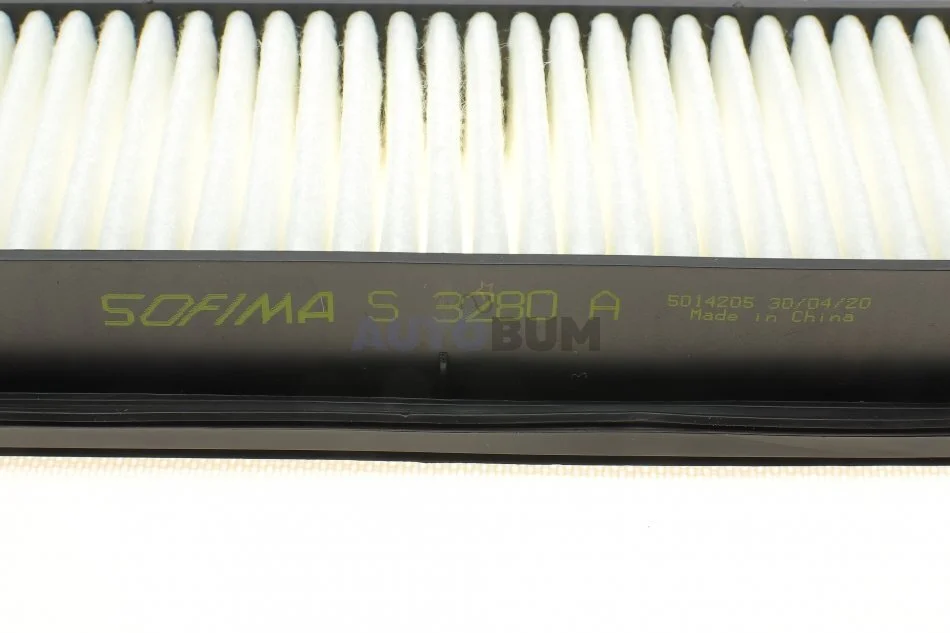 SOFIMA S 3280 A
5014205 30/04/20
Made in China
AUTOBUM